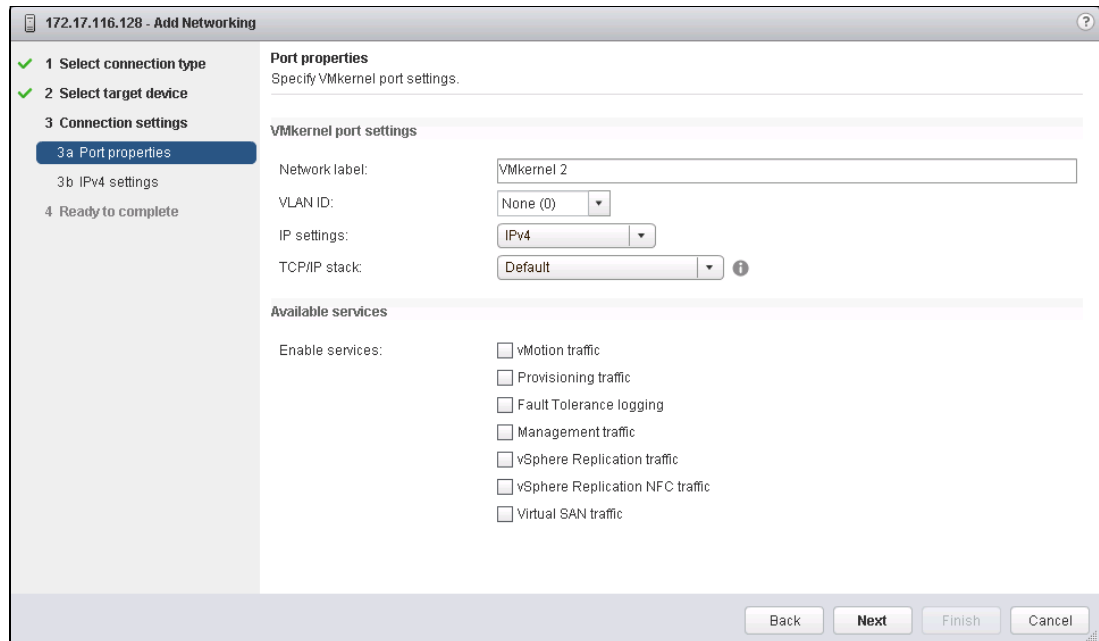 172.17.116.128 - Add Networking
?
1 Select connection type
2 Select target device
3 Connection settings
3a Port properties
3b IPv4 settings
4 Ready to complete
Port properties
Specify VMkernel port settings.
VMkernel port settings
Network label: VMkernel 2
VLAN ID: None (0)
IP settings: IPv4
TCP/IP stack: Default
Available services
Enable services: vMotion traffic
Provisioning traffic
Fault Tolerance logging
Management traffic
vSphere Replication traffic
vSphere Replication NFC traffic
Virtual SAN traffic
Back Next Finish Cancel